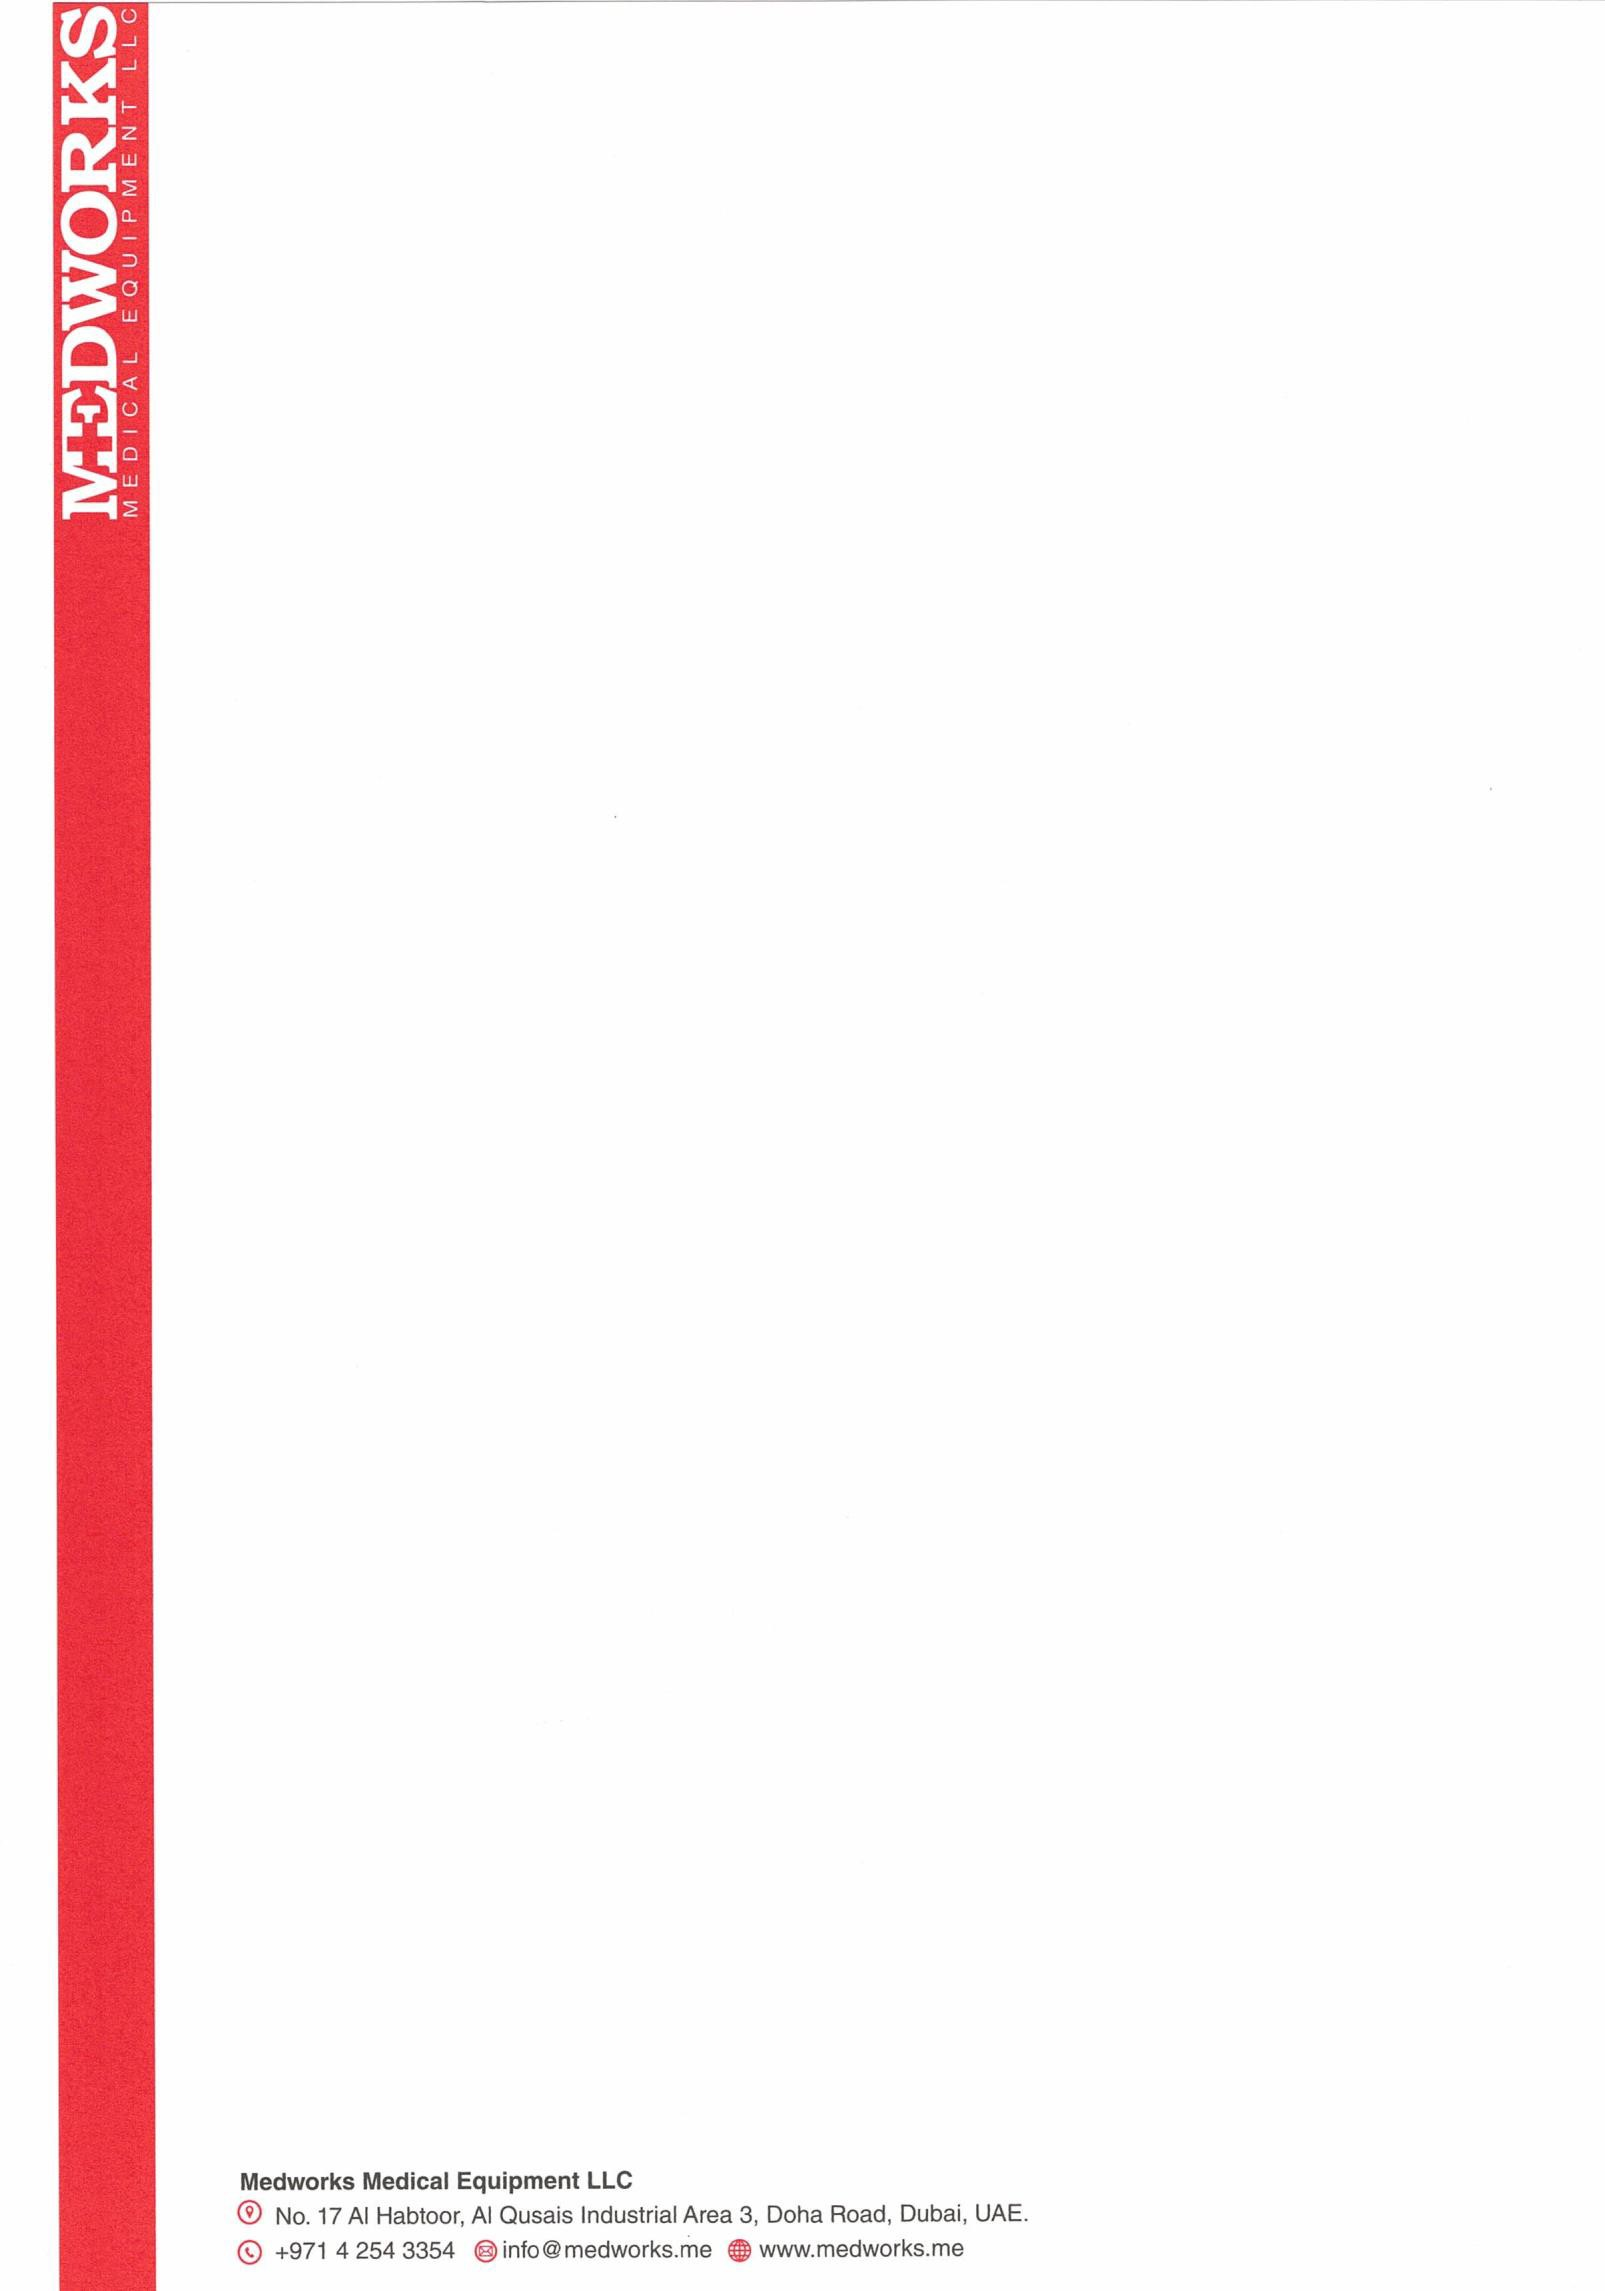 MEDWORKS
MEDICAL EQUIPMENT LLC
Medworks Medical Equipment LLC
No. 17 Al Habtoor, Al Qusais Industrial Area 3, Doha Road, Dubai, UAE.
+971 4 254 3354 info@medworks.me www.medworks.me